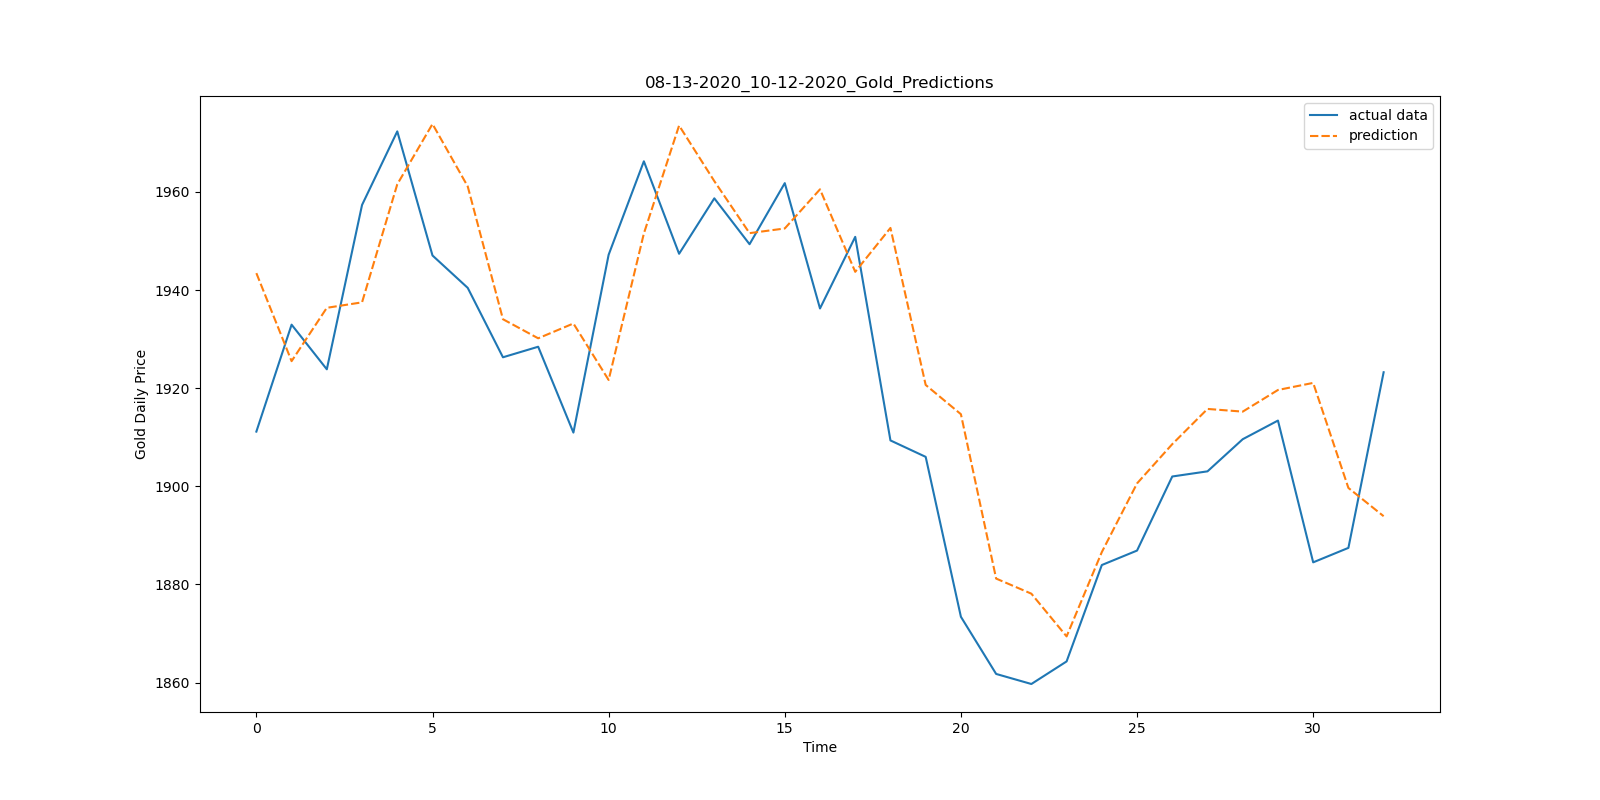 08-13-2020_10-12-2020_Gold_Predictions
actual data
prediction
Gold Daily Price
1960
1940
1920
1900
1880
1860
0 5 10 15 20 25 30
Time